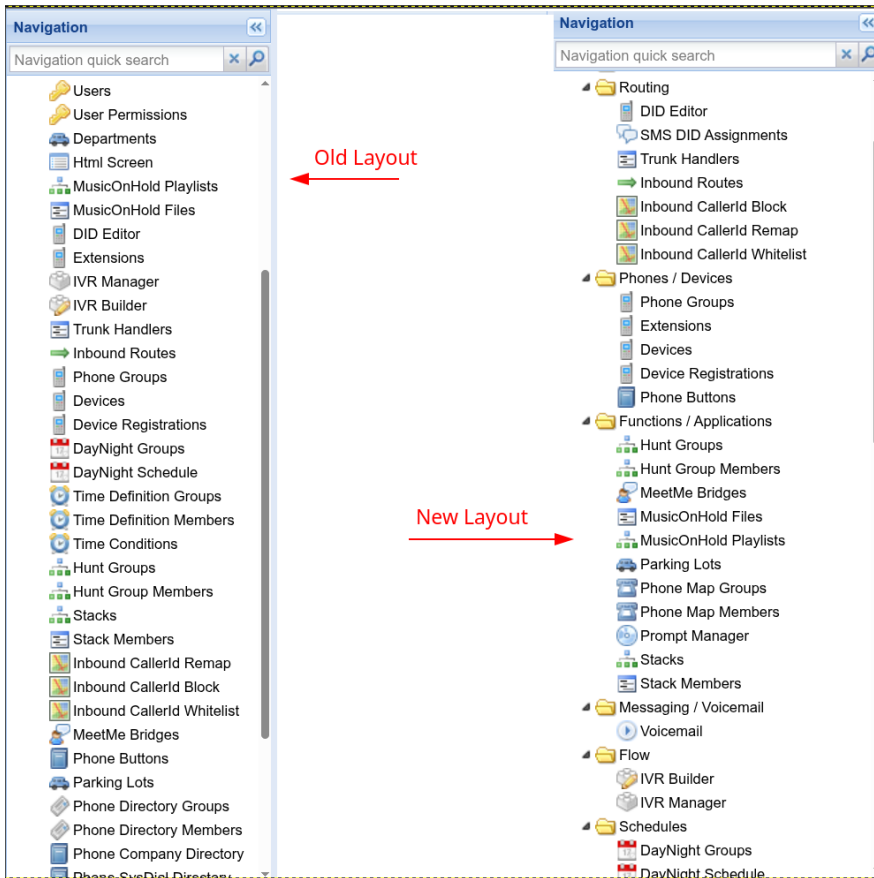 Navigation
Navigation quick search
Users
User Permissions
Departments
Html Screen
MusicOnHold Playlists
MusicOnHold Files
DID Editor
Extensions
IVR Manager
IVR Builder
Trunk Handlers
Inbound Routes
Phone Groups
Devices
Device Registrations
DayNight Groups
DayNight Schedule
Time Definition Groups
Time Definition Members
Time Conditions
Hunt Groups
Hunt Group Members
Stacks
Stack Members
Inbound CallerId Remap
Inbound CallerId Block
Inbound CallerId Whitelist
MeetMe Bridges
Phone Buttons
Parking Lots
Phone Directory Groups
Phone Directory Members
Phone Company Directory
Old Layout
New Layout
Navigation
Navigation quick search
Routing
DID Editor
SMS DID Assignments
Trunk Handlers
Inbound Routes
Inbound CallerId Block
Inbound CallerId Remap
Inbound CallerId Whitelist
Phones / Devices
Phone Groups
Extensions
Devices
Device Registrations
Phone Buttons
Functions / Applications
Hunt Groups
Hunt Group Members
MeetMe Bridges
MusicOnHold Files
MusicOnHold Playlists
Parking Lots
Phone Map Groups
Phone Map Members
Prompt Manager
Stacks
Stack Members
Messaging / Voicemail
Voicemail
Flow
IVR Builder
IVR Manager
Schedules
DayNight Groups
DayNight Schedule